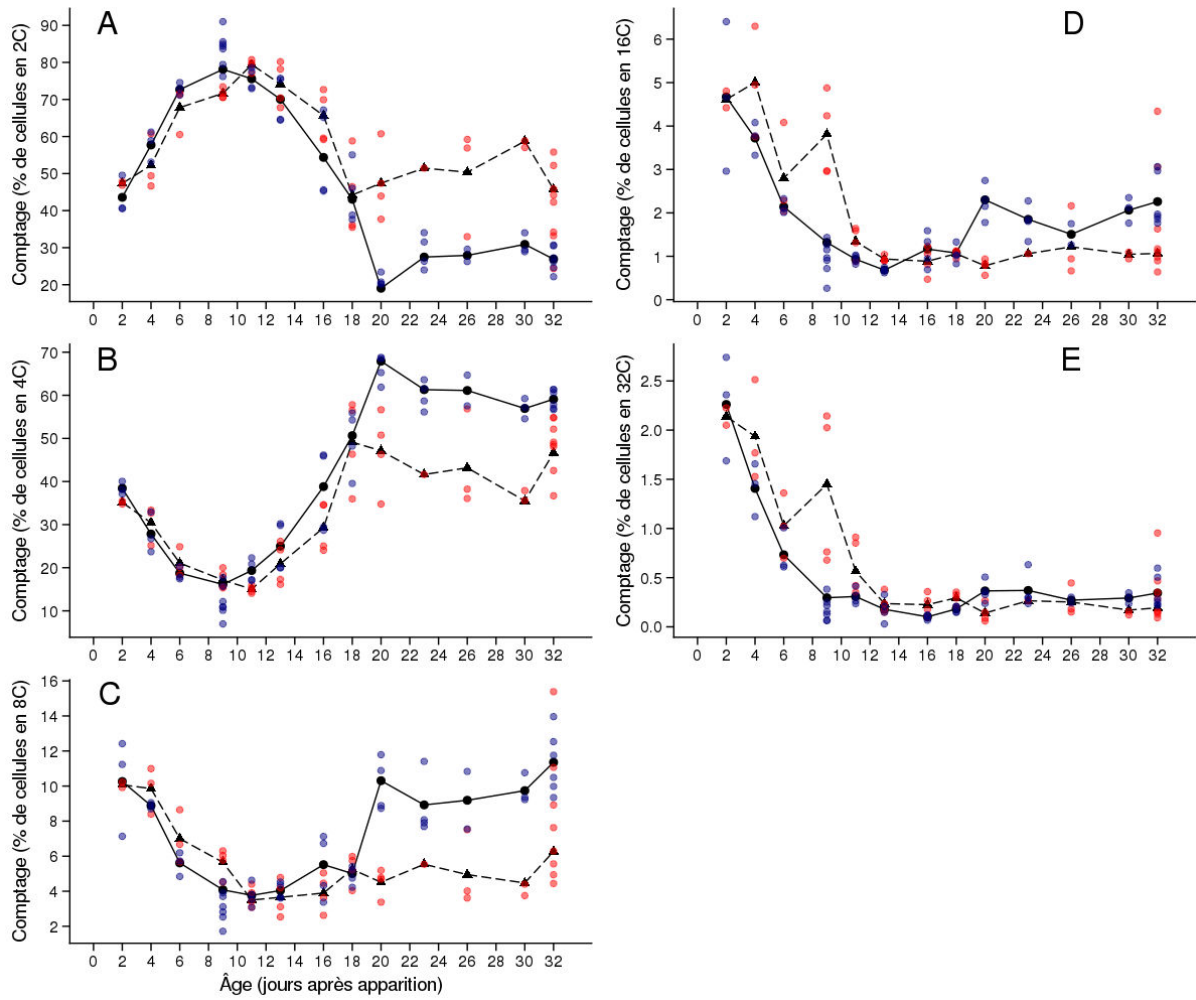 A
Comptage (% de cellules en 2C)
90
80
70
60
50
40
30
20
0 2 4 6 8 10 12 14 16 18 20 22 24 26 28 30 32
B
Comptage (% de cellules en 4C)
70
60
50
40
30
20
10
0 2 4 6 8 10 12 14 16 18 20 22 24 26 28 30 32
C
Comptage (% de cellules en 8C)
16
14
12
10
8
6
4
2
0 2 4 6 8 10 12 14 16 18 20 22 24 26 28 30 32
Âge (jours après apparition)
D
Comptage (% de cellules en 16C)
6
5
4
3
2
1
0
0 2 4 6 8 10 12 14 16 18 20 22 24 26 28 30 32
E
Comptage (% de cellules en 32C)
2.5
2.0
1.5
1.0
0.5
0.0
0 2 4 6 8 10 12 14 16 18 20 22 24 26 28 30 32